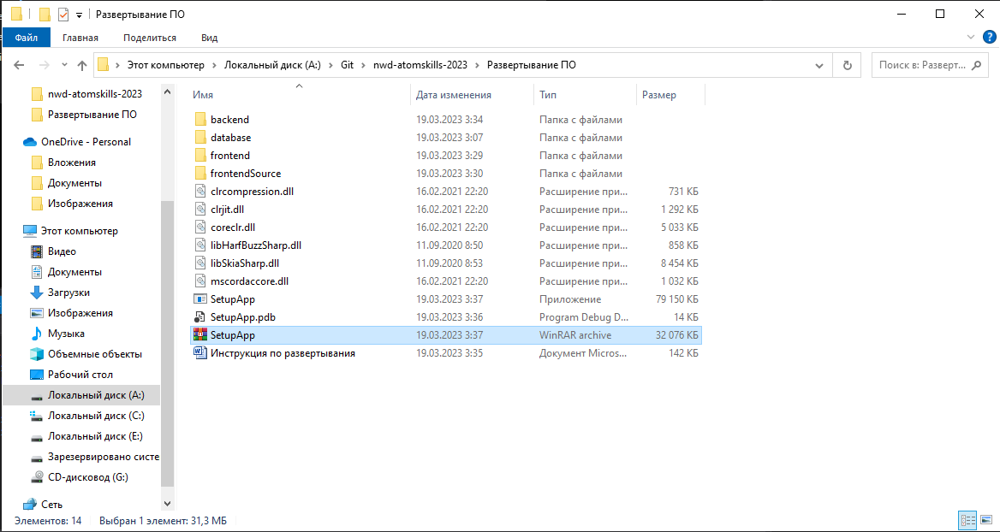 Развертывание ПО
Файл Главная Поделиться Вид
Этот компьютер Локальный диск (A:) Git nwd-atomskills-2023 Развертывание ПО
Поиск в: Разверт...
nwd-atomskills-2023
Развертывание ПО
OneDrive - Personal
Вложения
Документы
Изображения
Этот компьютер
Видео
Документы
Загрузки
Изображения
Музыка
Объемные объекты
Рабочий стол
Локальный диск (A:)
Локальный диск (C:)
Локальный диск (E:)
Зарезервировано систе
CD-дисковод (G:)
Сеть
Имя Дата изменения Тип Размер
backend 19.03.2023 3:34 Папка с файлами
database 19.03.2023 3:07 Папка с файлами
frontend 19.03.2023 3:29 Папка с файлами
frontendSource 19.03.2023 3:30 Папка с файлами
clrcompression.dll 16.02.2021 22:20 Расширение при... 731 КБ
clrjit.dll 16.02.2021 22:20 Расширение при... 1 292 КБ
coreclr.dll 16.02.2021 22:20 Расширение при... 5 033 КБ
libHarfBuzzSharp.dll 11.09.2020 8:50 Расширение при... 858 КБ
libSkiaSharp.dll 11.09.2020 8:53 Расширение при... 8 454 КБ
mscordaccore.dll 16.02.2021 22:20 Расширение при... 1 032 КБ
SetupApp 19.03.2023 3:37 Приложение 79 150 КБ
SetupApp.pdb 19.03.2023 3:36 Program Debug D... 14 КБ
SetupApp 19.03.2023 3:37 WinRAR archive 32 076 КБ
Инструкция по развертывания 19.03.2023 3:35 Документ Micros... 142 КБ
Элементов: 14 Выбран 1 элемент: 31,3 МБ